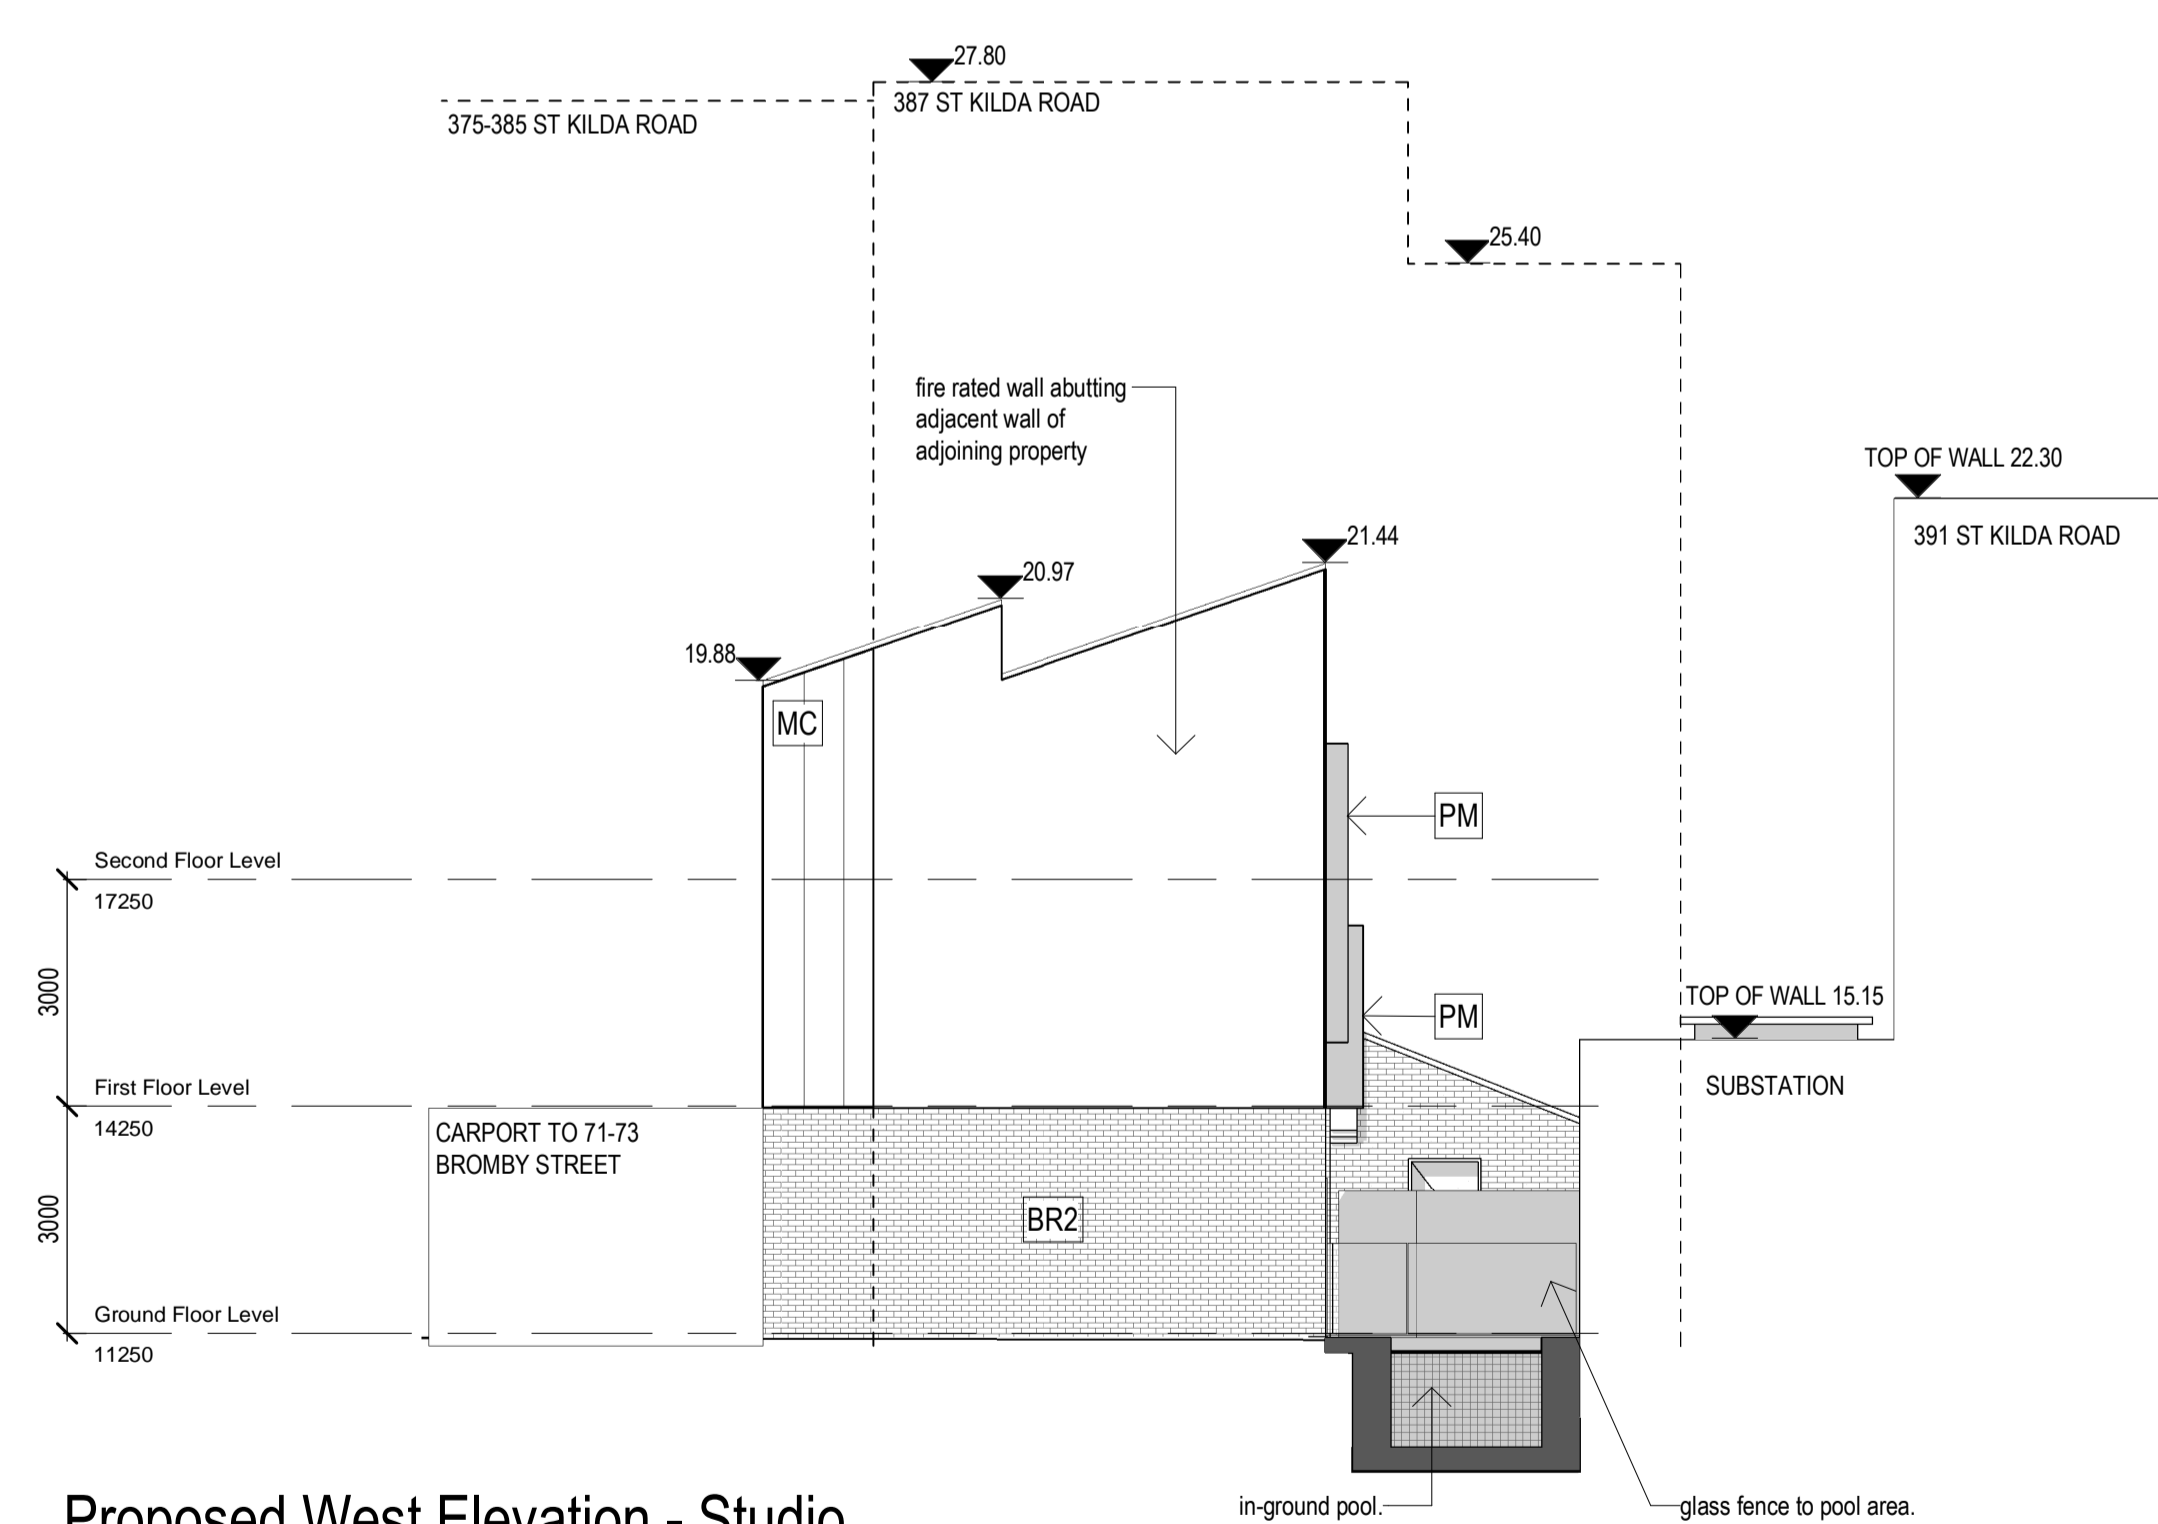 27.80
387 ST KILDA ROAD
375-385 ST KILDA ROAD
25.40
fire rated wall abutting
adjacent wall of
adjoining property
TOP OF WALL 22.30
391 ST KILDA ROAD
21.44
20.97
19.88
MC
PM
Second Floor Level
17250
3000
PM
TOP OF WALL 15.15
SUBSTATION
First Floor Level
14250
CARPORT TO 71-73
BROMBY STREET
BR2
3000
Ground Floor Level
11250
in-ground pool.
glass fence to pool area.
Proposed West Elevation - Studio